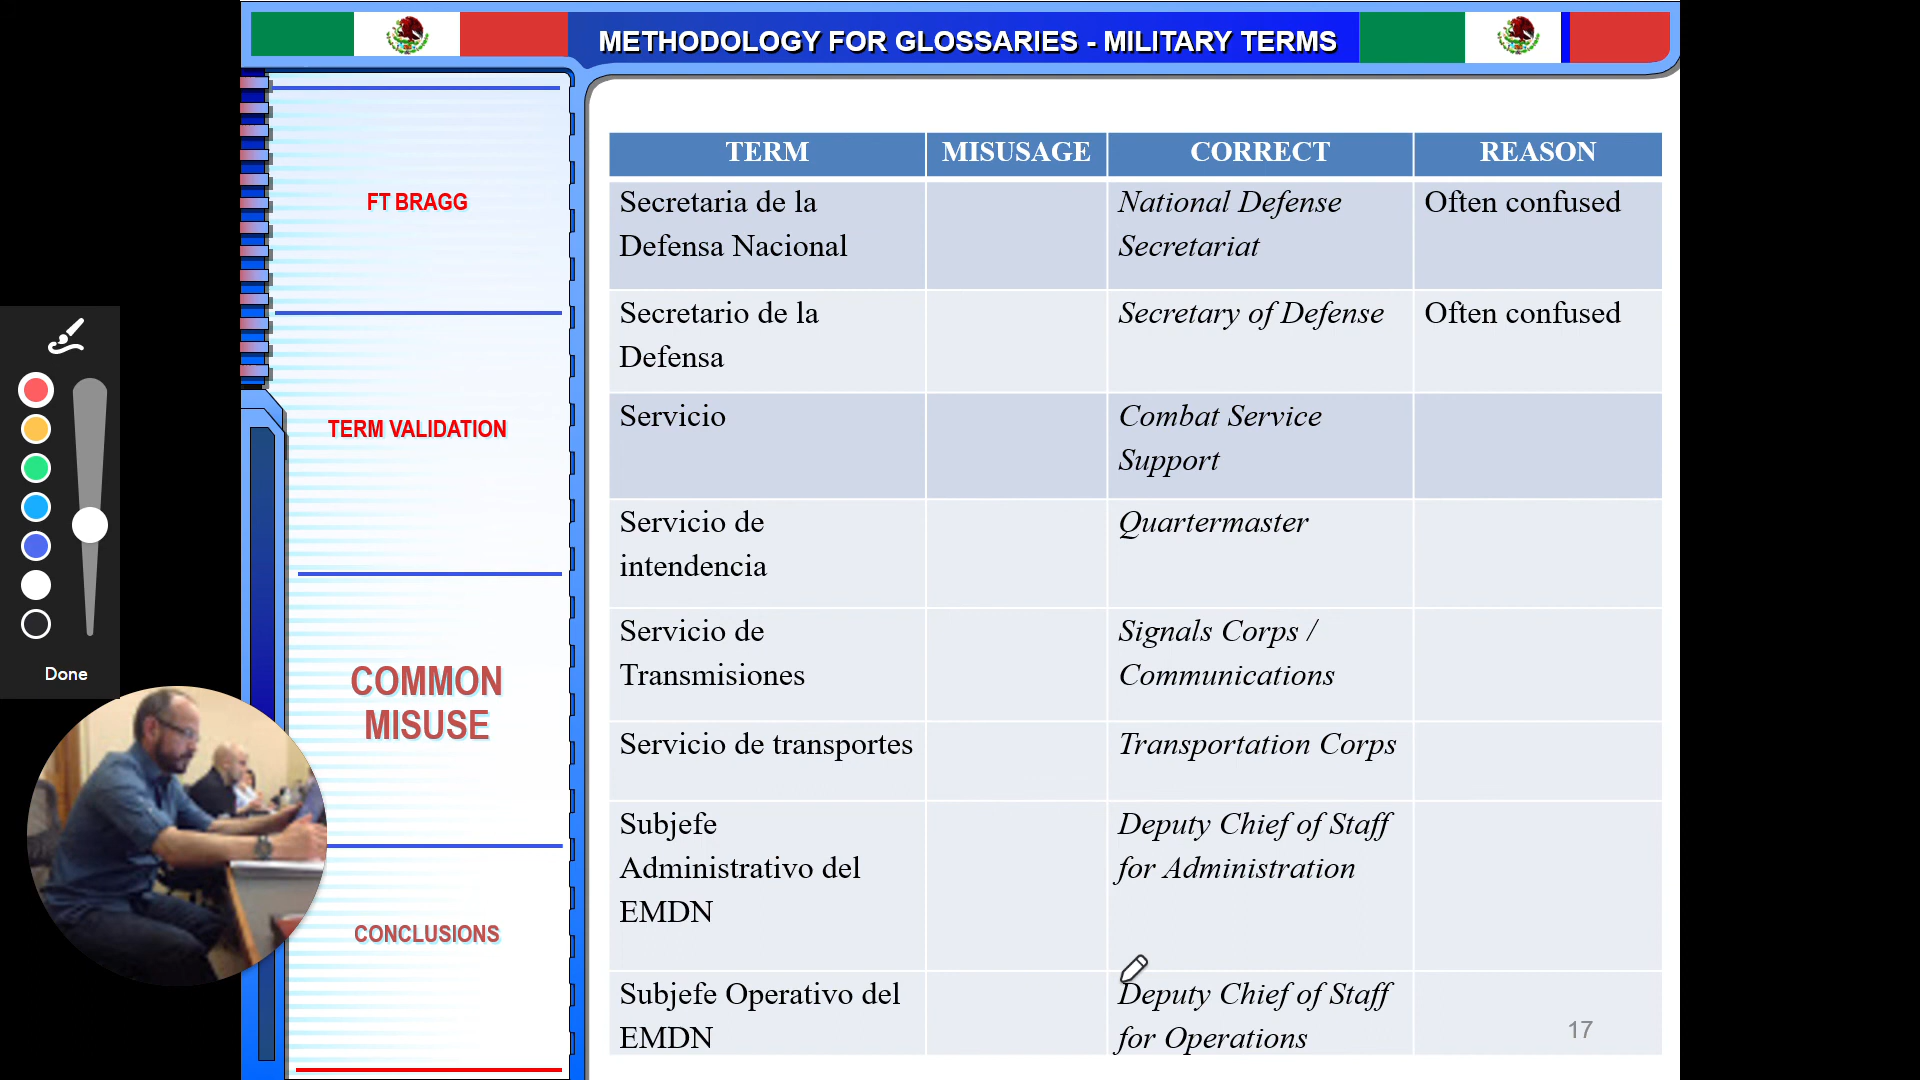 METHODOLOGY FOR GLOSSARIES - MILITARY TERMS
FT BRAGG
TERM VALIDATION
COMMON
MISUSE
CONCLUSIONS
Done
TERM MISUSAGE CORRECT REASON
Secretaria de la
Defensa Nacional
National Defense
Secretariat
Often confused
Secretario de la
Defensa
Secretary of Defense
Often confused
Servicio
Combat Service
Support
Servicio de
intendencia
Quartermaster
Servicio de
Transmisiones
Signals Corps /
Communications
Servicio de transportes
Transportation Corps
Subjefe
Administrativo del
EMDN
Deputy Chief of Staff
for Administration
Subjefe Operativo del
EMDN
Deputy Chief of Staff
for Operations
17